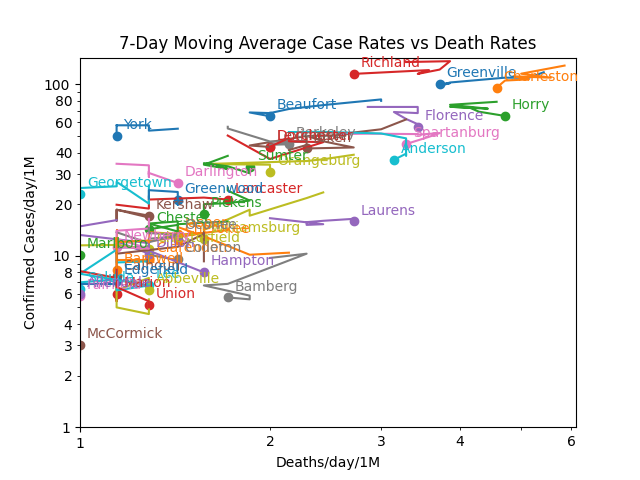 7-Day Moving Average Case Rates vs Death Rates
Richland
Greenville
Charleston
Beaufort
Horry
Florence
York
Berkeley
Spartanburg
Anderson
Sumter
Orangeburg
Darlington
Georgetown
Greenwood
Lancaster
Kershaw
Pickens
Laurens
Chester
Williamsburg
Marlboro
Colleton
Hampton
Edgefield
Abbeville
Marion
Union
Bamberg
McCormick
100
80
60
40
30
20
10
8
6
4
3
2
1
1
2
3
4
6
Confirmed Cases/day/1M
Deaths/day/1M